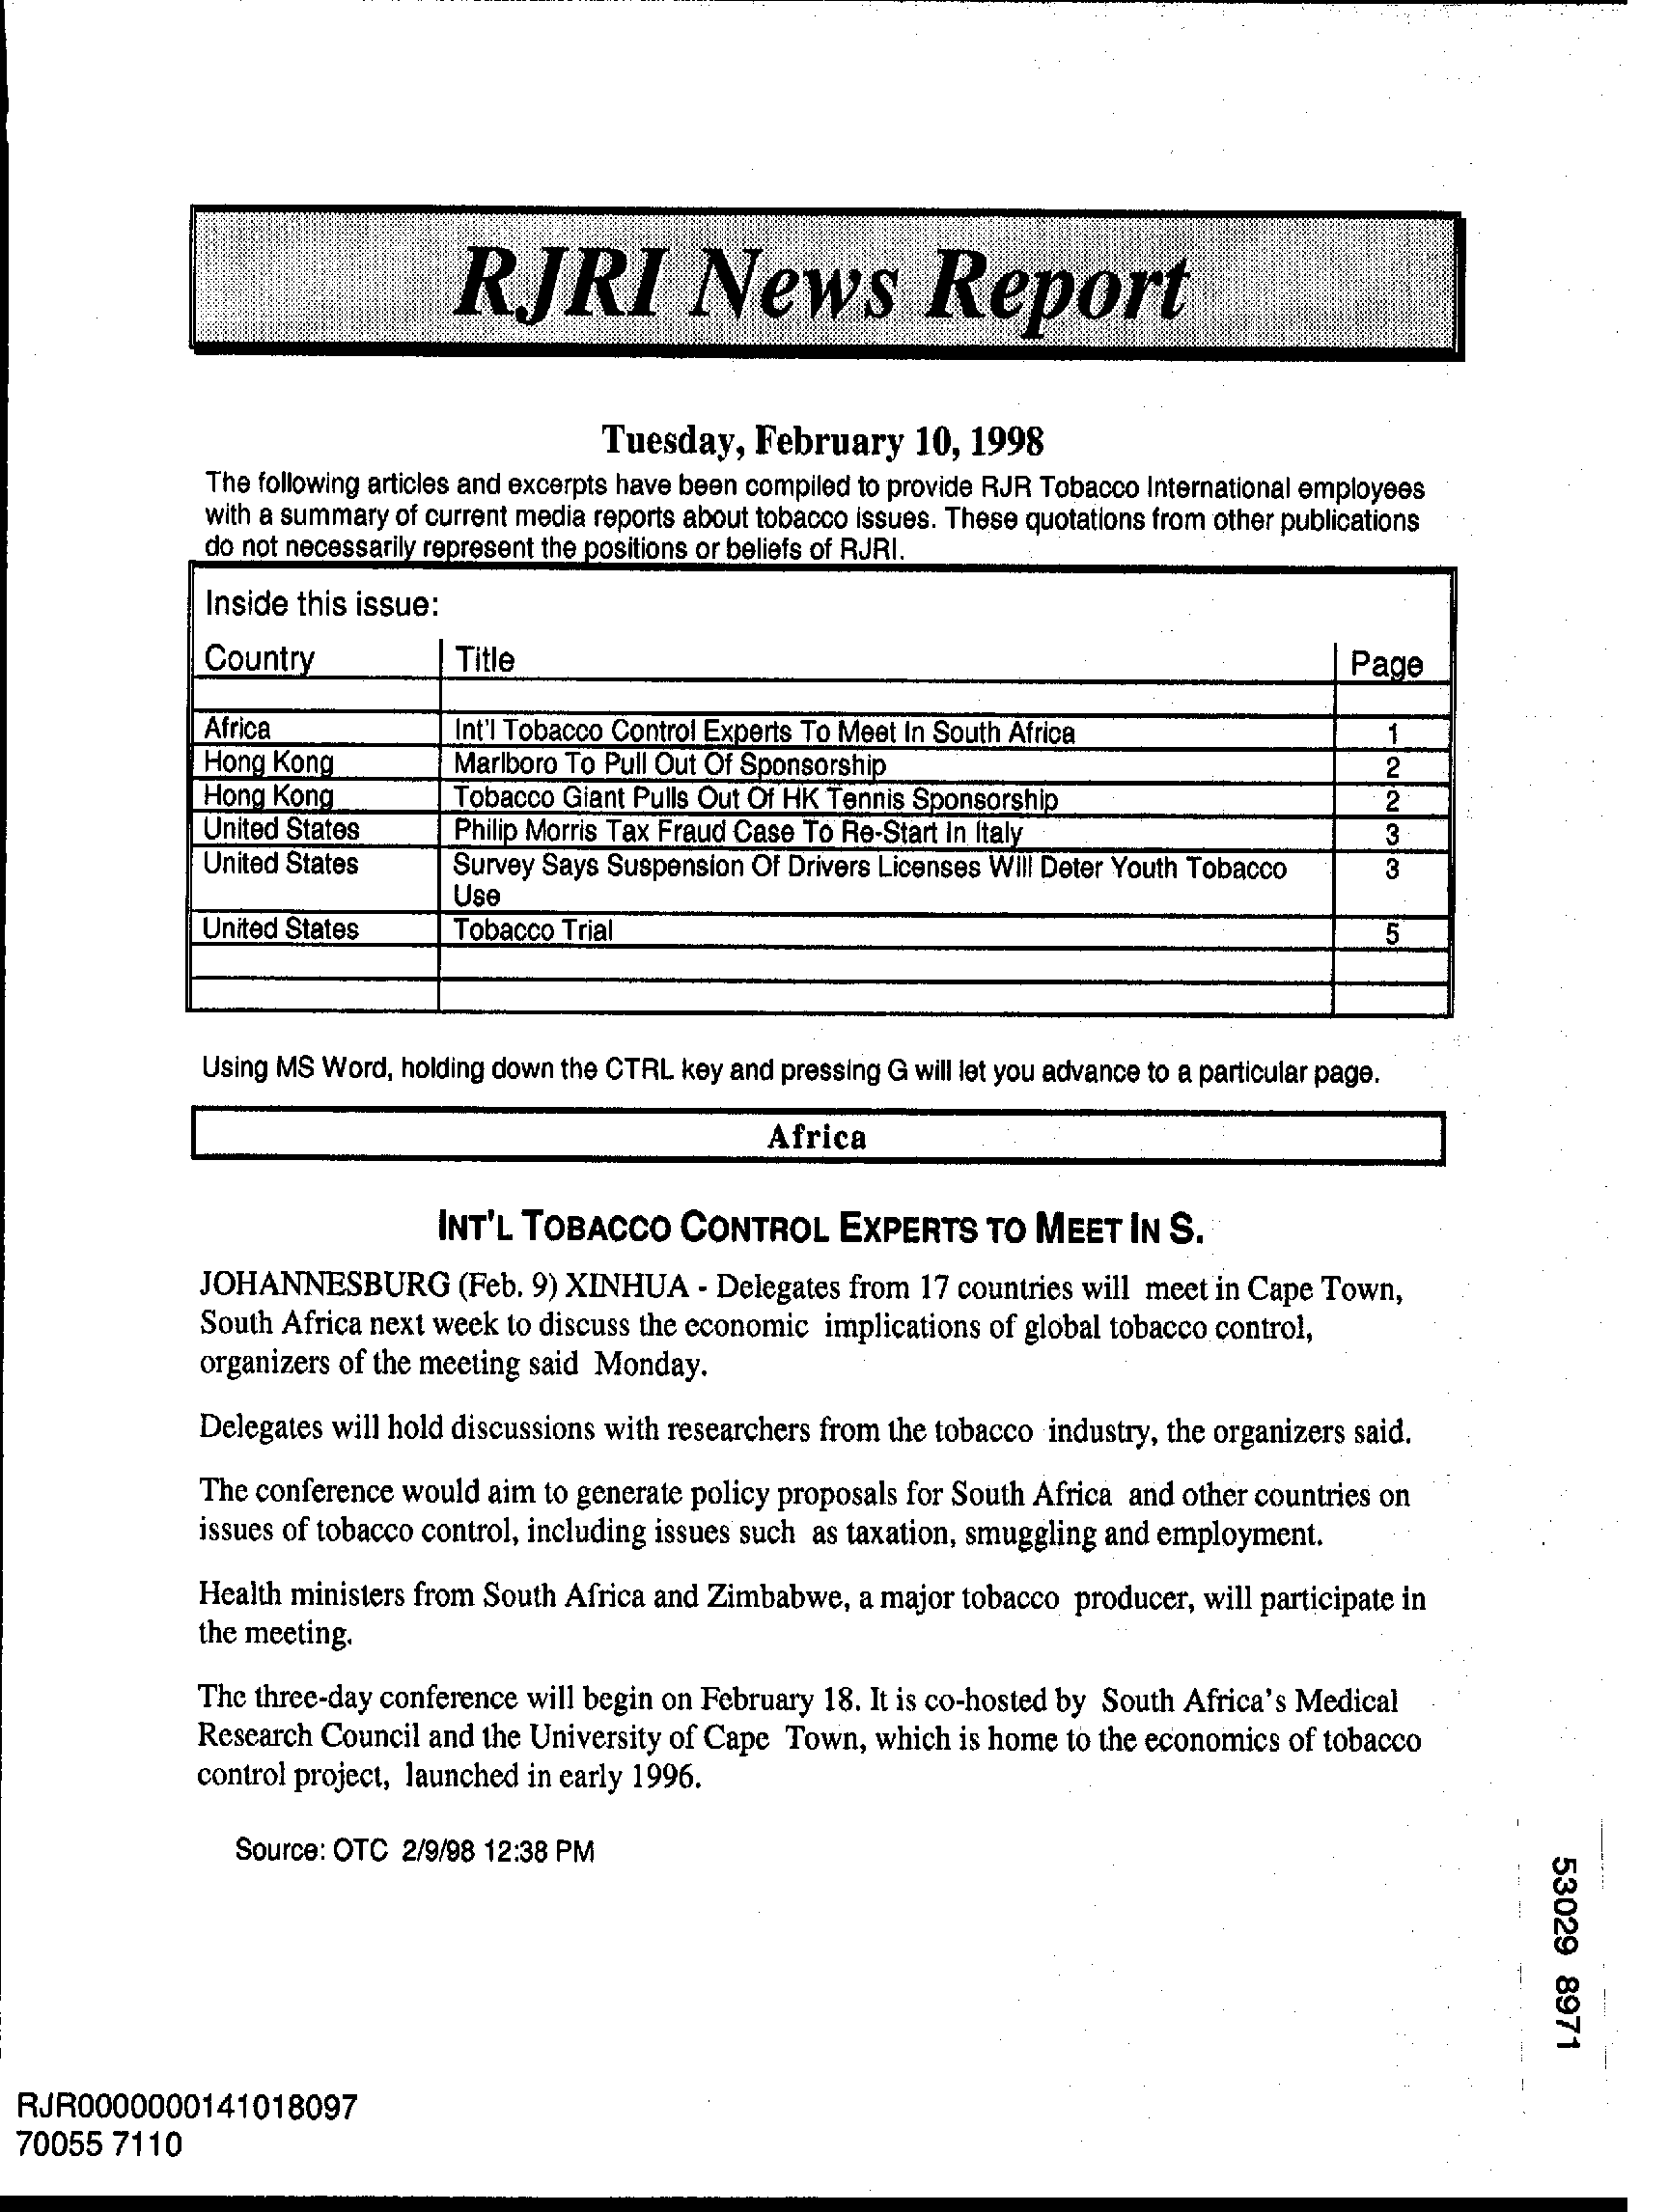 RJRI News Report
Tuesday, February 10, 1998
The following articles and excerpts have been compiled to provide RJR Tobacco International employees
with a summary of current media reports about tobacco issues. These quotations from other publications
do not necessarily represent the positions or beliefs of RJRI.
Inside this issue:
Country Title Page
Africa Int'l Tobacco Control Experts To Meet In South Africa 1
Hong Kong Marlboro To Pull Out Of Sponsorship 2
Hong Kong Tobacco Giant Pulls Out Of HK Tennis Sponsorship 2
United States Philip Morris Tax Fraud Case To Re-Start In Italy 3
United States Survey Says Suspension Of Drivers Licenses Will Deter Youth Tobacco 3
Use
United States Tobacco Trial 5
Using MS Word, holding down the CTRL key and pressing G will let you advance to a particular page.
Africa
INT'L TOBACCO CONTROL EXPERTS TO MEET IN S.
JOHANNESBURG (Feb. 9) XINHUA - Delegates from 17 countries will meet in Cape Town,
South Africa next week to discuss the economic implications of global tobacco control,
organizers of the meeting said Monday.
Delegates will hold discussions with researchers from the tobacco industry, the organizers said.
The conference would aim to generate policy proposals for South Africa and other countries on
issues of tobacco control, including issues such as taxation, smuggling and employment.
Health ministers from South Africa and Zimbabwe, a major tobacco producer, will participate in
the meeting.
The three-day conference will begin on February 18. It is co-hosted by South Africa's Medical
Research Council and the University of Cape Town, which is home to the economics of tobacco
control project, launched in early 1996.
Source: OTC 2/9/98 12:38 PM
53029 8971
RJR0000000141018097
70055 7110